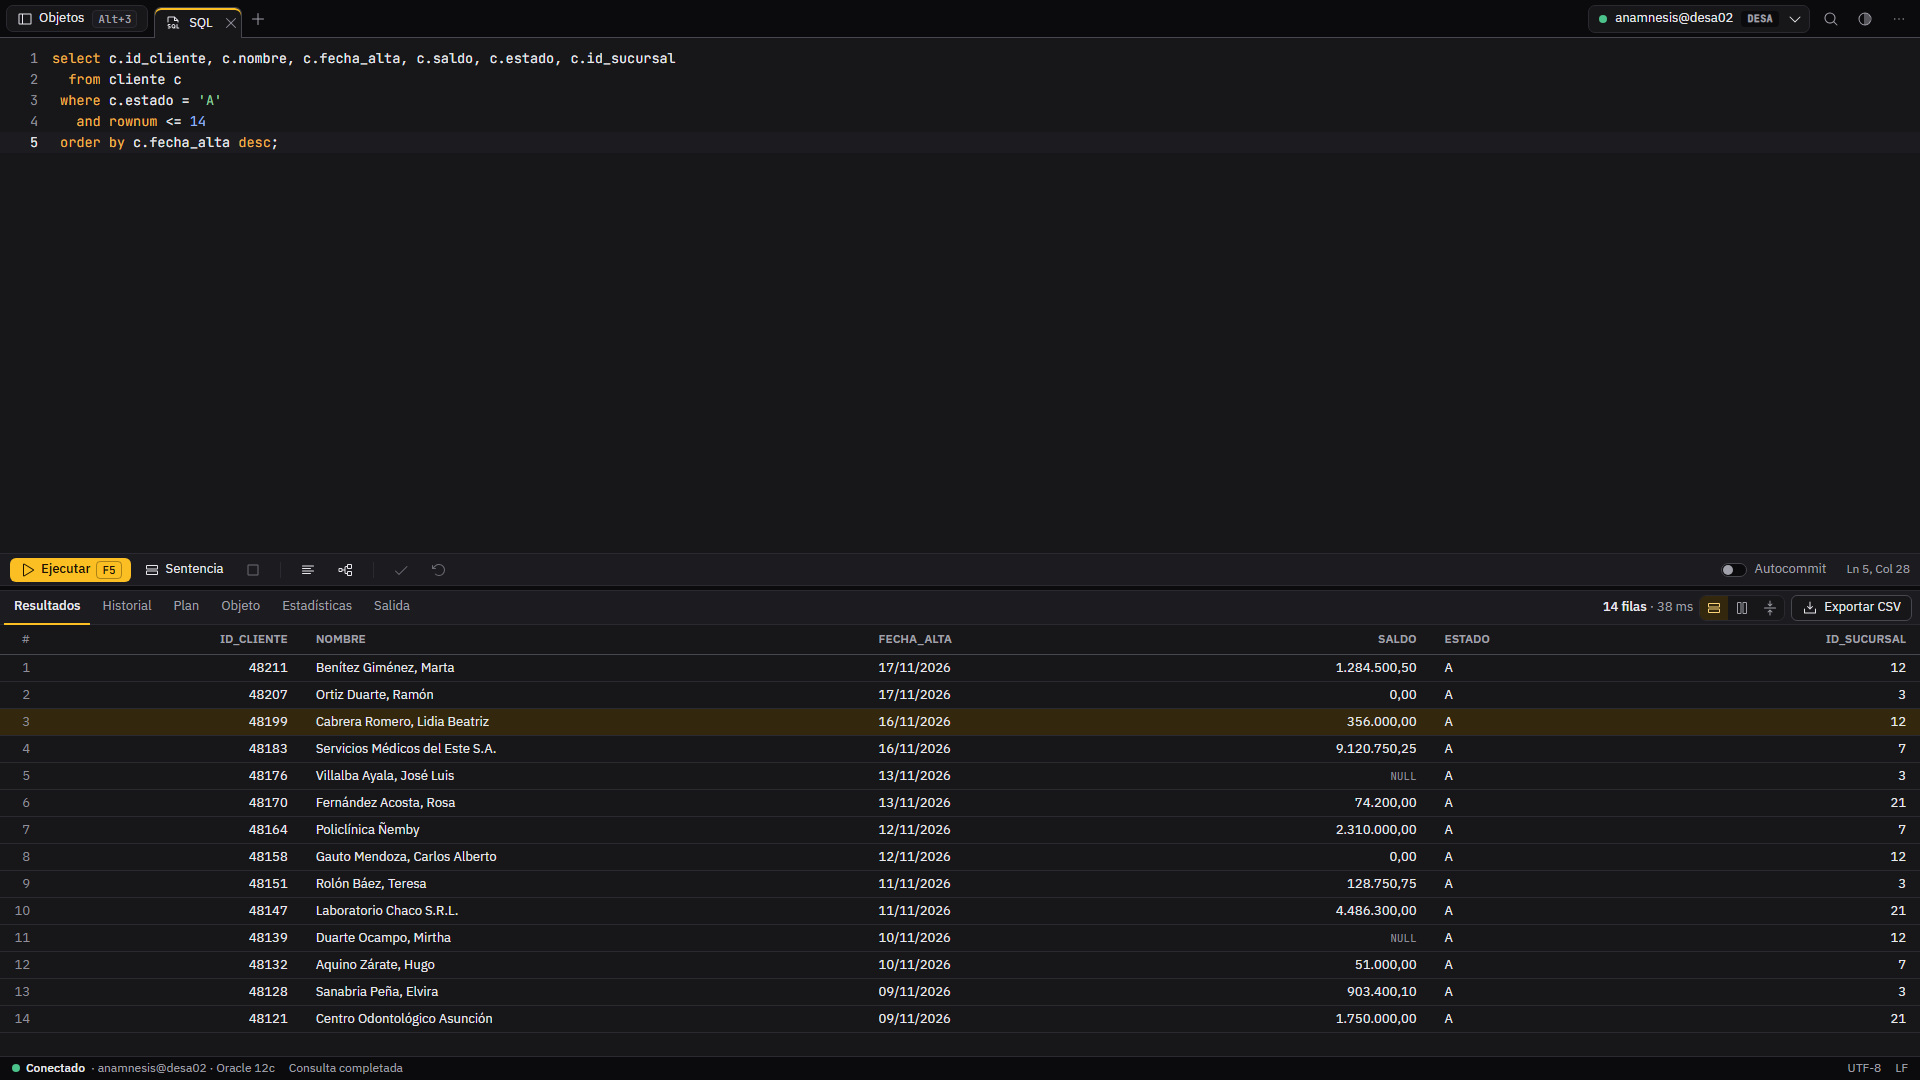 Objetos Alt+3 SQL anamnesis@desa02 DESA
1 select c.id_cliente, c.nombre, c.fecha_alta, c.saldo, c.estado, c.id_sucursal
2 from cliente c
3 where c.estado = 'A'
4 and rownum <= 14
5 order by c.fecha_alta desc;
Ejecutar F5 Sentencia Autocommit Ln 5, Col 28
Resultados Historial Plan Objeto Estadísticas Salida 14 filas · 38 ms Exportar CSV
# ID_CLIENTE NOMBRE FECHA_ALTA SALDO ESTADO ID_SUCURSAL
1 48211 Benítez Giménez, Marta 17/11/2026 1.284.500,50 A 12
2 48207 Ortiz Duarte, Ramón 17/11/2026 0,00 A 3
3 48199 Cabrera Romero, Lidia Beatriz 16/11/2026 356.000,00 A 12
4 48183 Servicios Médicos del Este S.A. 16/11/2026 9.120.750,25 A 7
5 48176 Villalba Ayala, José Luis 13/11/2026 NULL A 3
6 48170 Fernández Acosta, Rosa 13/11/2026 74.200,00 A 21
7 48164 Policlínica Ñemby 12/11/2026 2.310.000,00 A 7
8 48158 Gauto Mendoza, Carlos Alberto 12/11/2026 0,00 A 12
9 48151 Rolón Báez, Teresa 11/11/2026 128.750,75 A 3
10 48147 Laboratorio Chaco S.R.L. 11/11/2026 4.486.300,00 A 21
11 48139 Duarte Ocampo, Mirtha 10/11/2026 NULL A 12
12 48132 Aquino Zárate, Hugo 10/11/2026 51.000,00 A 7
13 48128 Sanabria Peña, Elvira 09/11/2026 903.400,10 A 3
14 48121 Centro Odontológico Asunción 09/11/2026 1.750.000,00 A 21
Conectado · anamnesis@desa02 · Oracle 12c Consulta completada UTF-8 LF